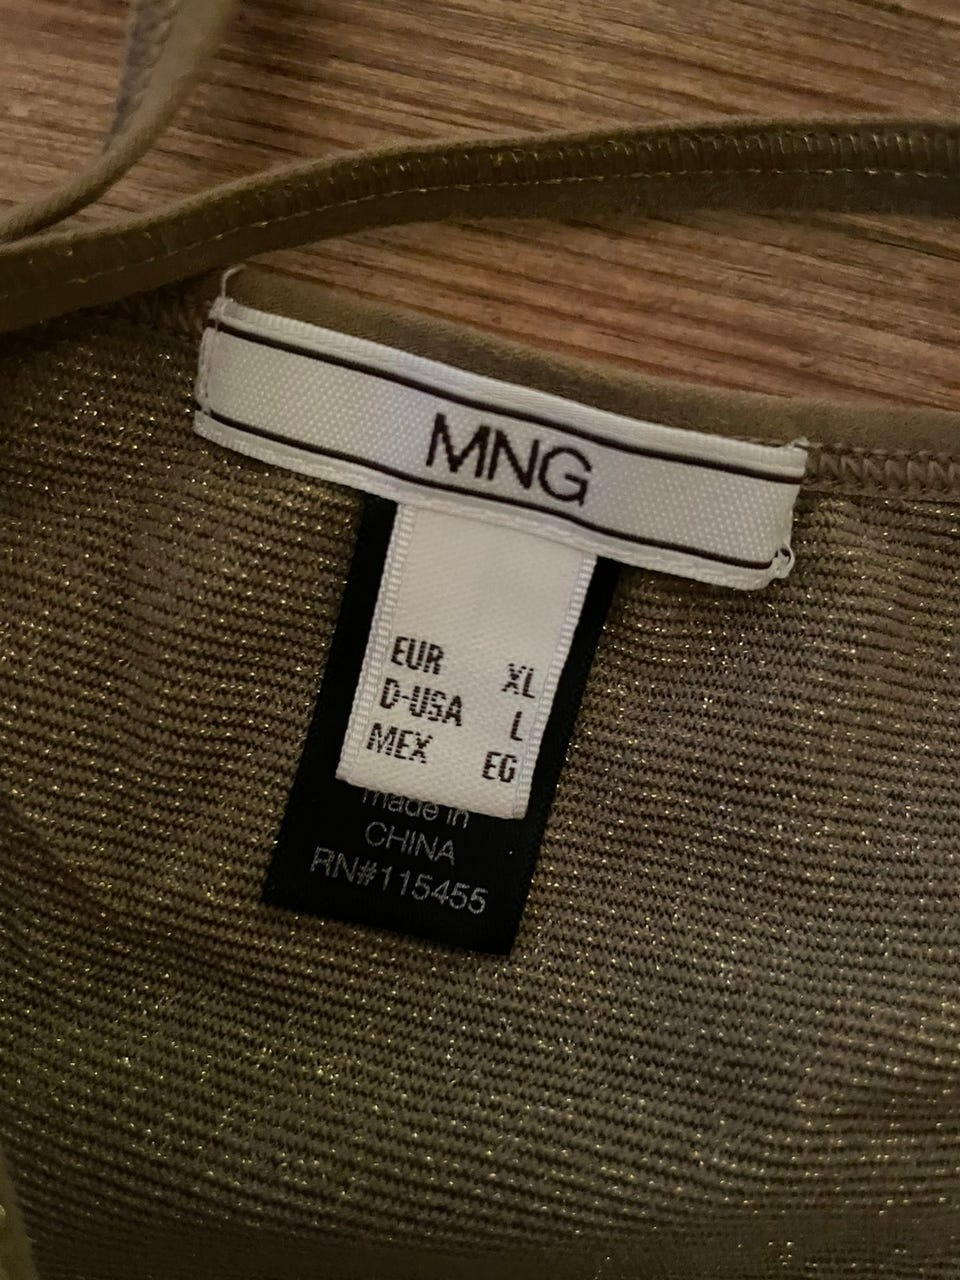 MNG
EUR XL
D-USA L
MEX EG
made in
CHINA
RN#115455